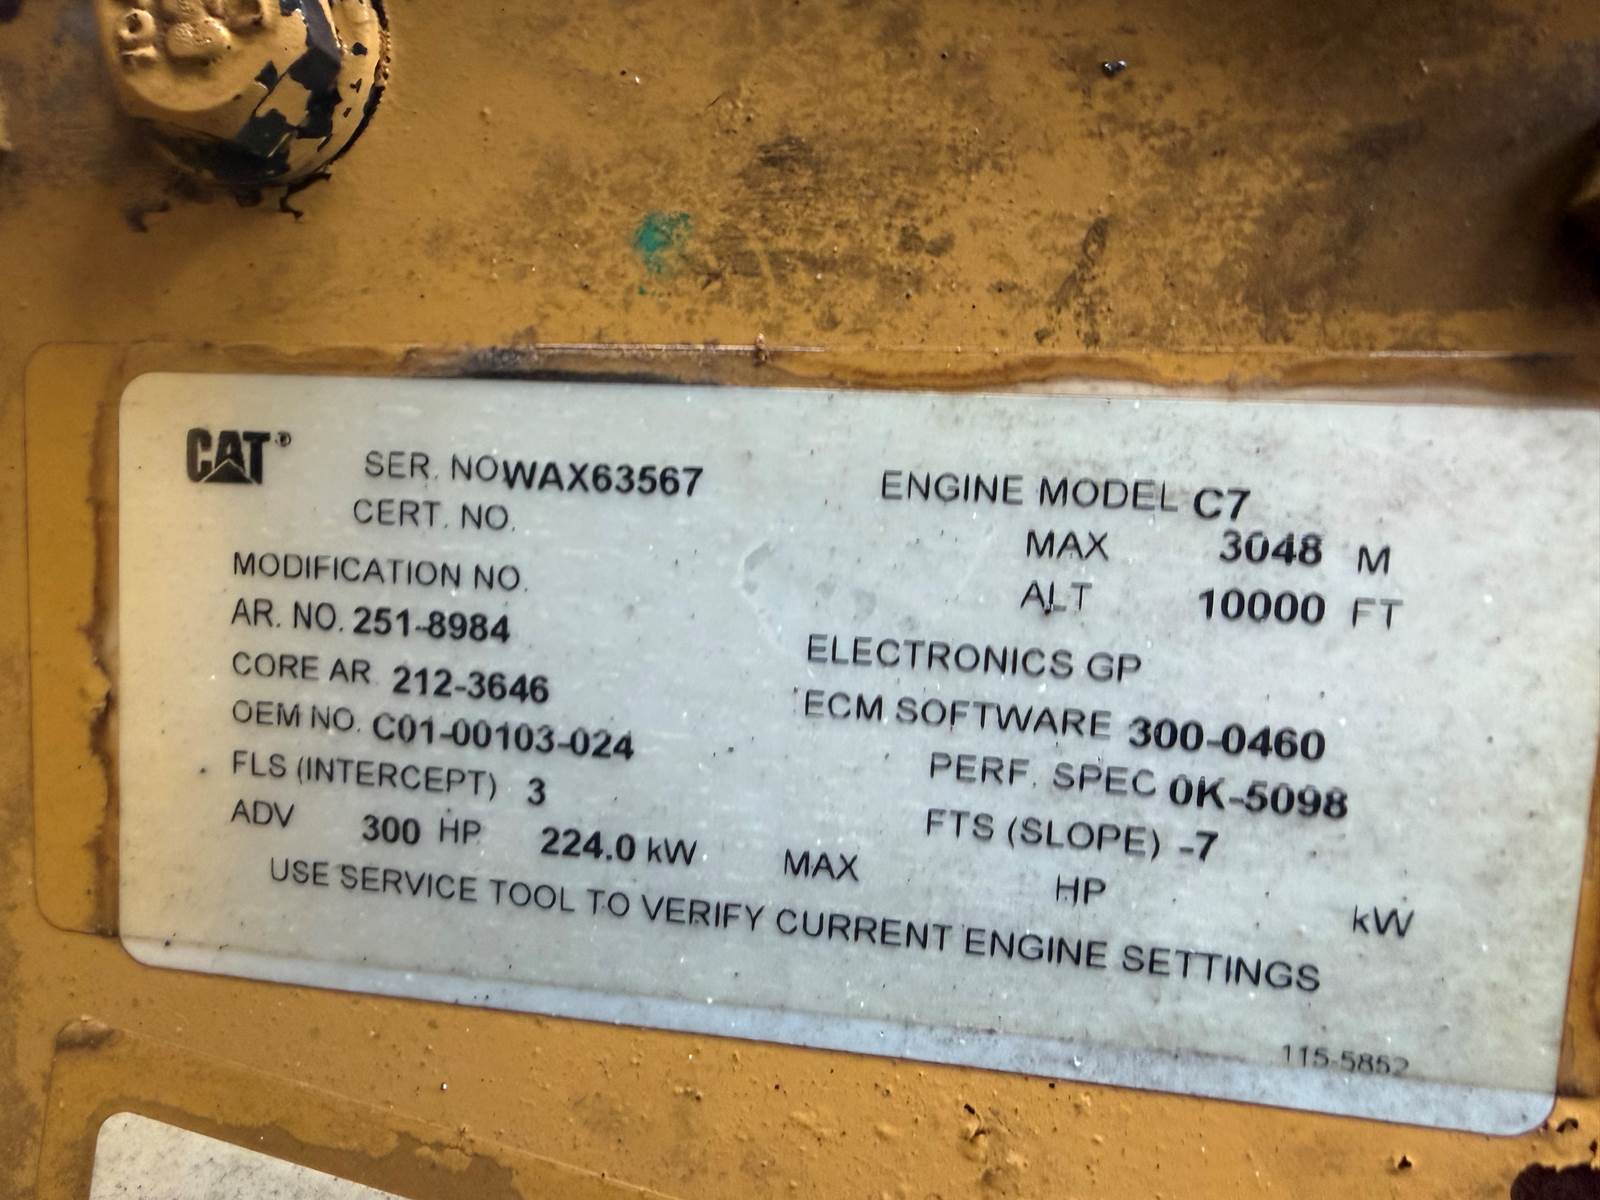 CAT®
SER. NO WAX63567
CERT. NO.
MODIFICATION NO.
AR. NO. 251-8984
CORE AR 212-3646
OEM NO. C01-00103-024
FLS (INTERCEPT) 3
ADV 300 HP 224.0 kW
ENGINE MODEL C7
MAX 3048 M
ALT 10000 FT
ELECTRONICS GP
ECM SOFTWARE 300-0460
PERF. SPEC 0K-5098
FTS (SLOPE) -7
MAX HP kW
USE SERVICE TOOL TO VERIFY CURRENT ENGINE SETTINGS
115-5852